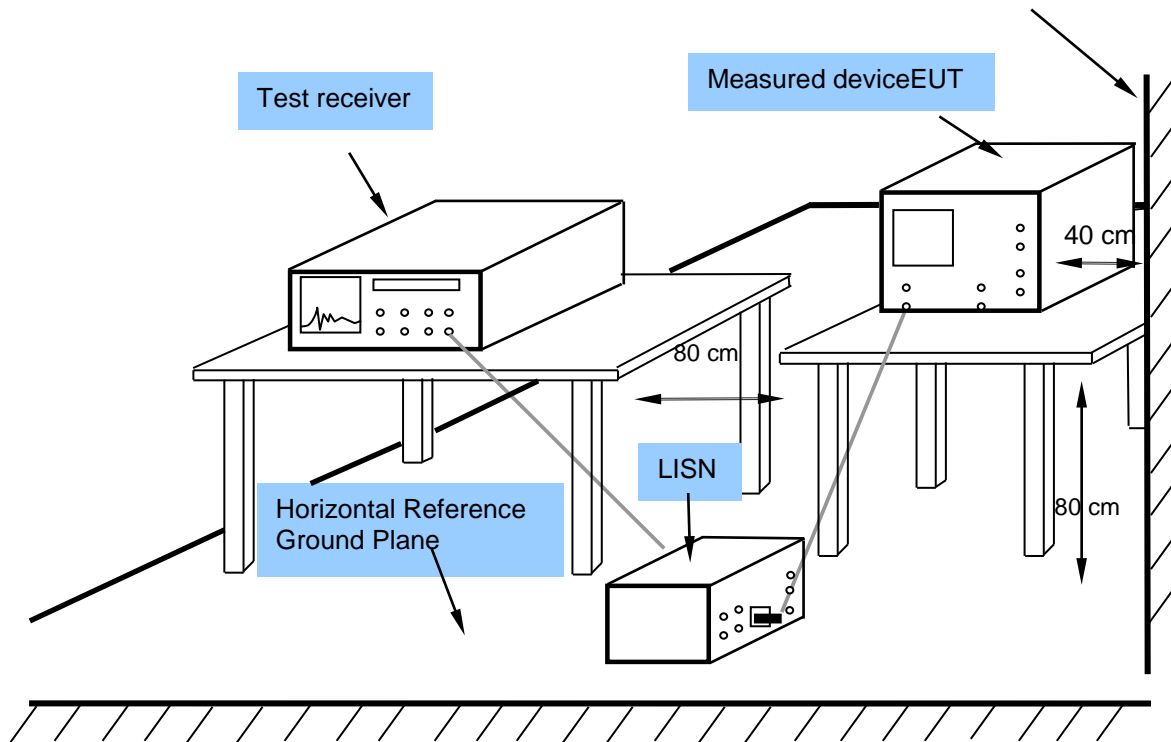 Measured deviceEUT
Test receiver
40 cm
80 cm
LISN
Horizontal Reference
Ground Plane
80 cm